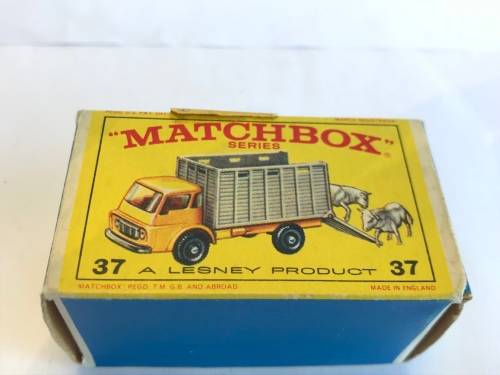 "MATCHBOX"
SERIES
37 A LESNEY PRODUCT 37
"MATCHBOX" REGD. T.M. G.B. AND ABROAD MADE IN ENGLAND